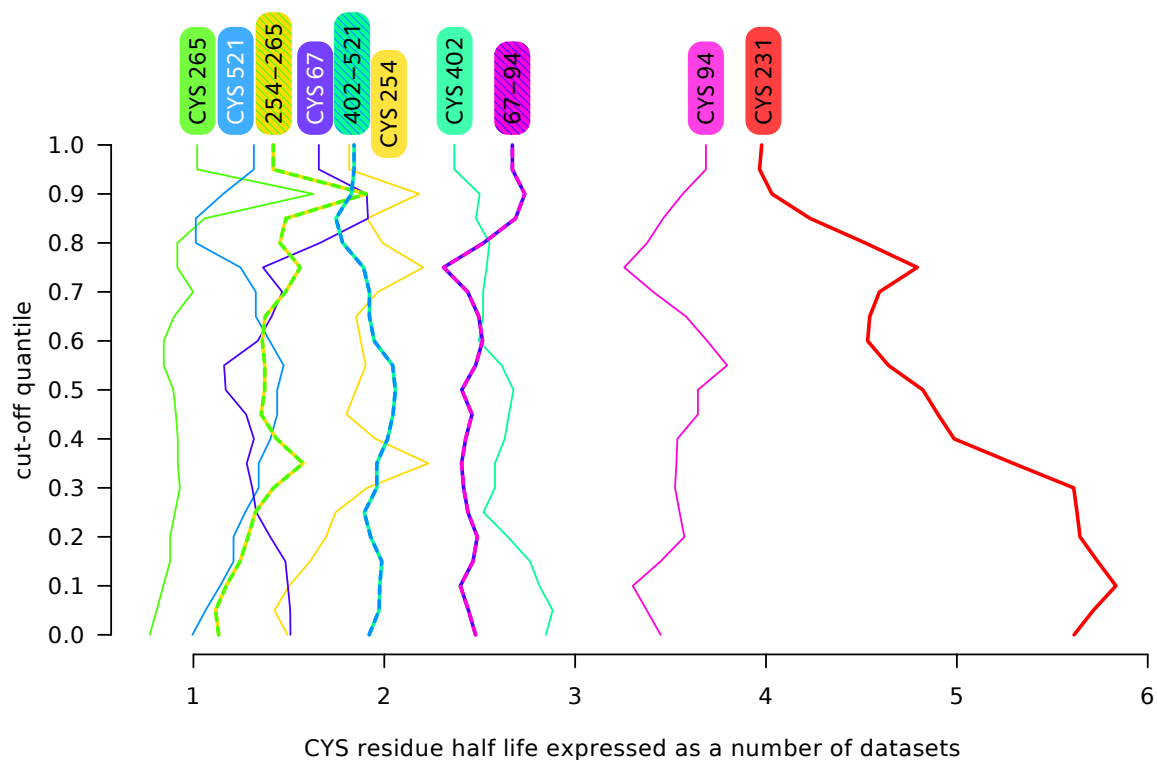 CYS 265
CYS 521
254−265
CYS 67
402−521
CYS 254
CYS 402
67−94
CYS 94
CYS 231
1.0
0.9
0.8
0.7
0.6
0.5
0.4
0.3
0.2
0.1
0.0
cut-off quantile
1 2 3 4 5 6
CYS residue half life expressed as a number of datasets